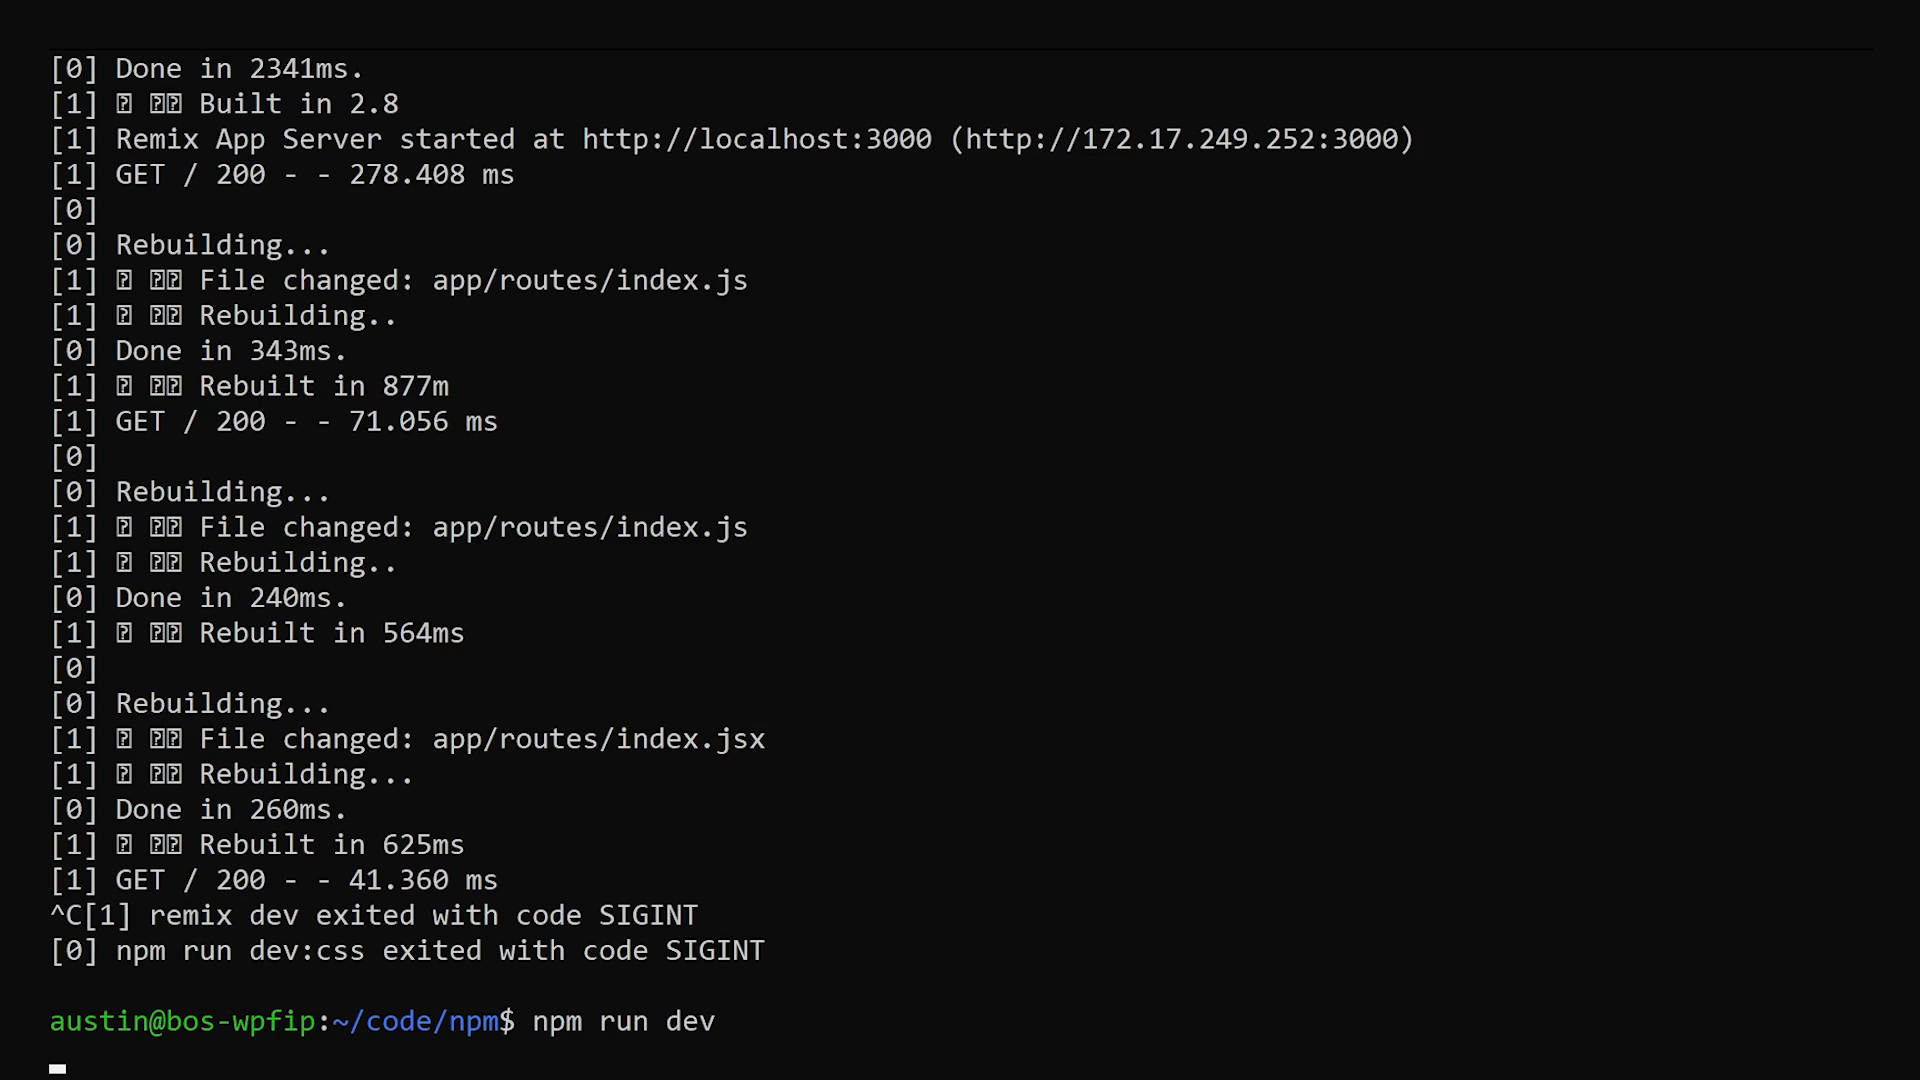 [0] Done in 2341ms.
[1] � �� Built in 2.8
[1] Remix App Server started at http://localhost:3000 (http://172.17.249.252:3000)
[1] GET / 200 - - 278.408 ms
[0]
[0] Rebuilding...
[1] � �� File changed: app/routes/index.js
[1] � �� Rebuilding..
[0] Done in 343ms.
[1] � �� Rebuilt in 877m
[1] GET / 200 - - 71.056 ms
[0]
[0] Rebuilding...
[1] � �� File changed: app/routes/index.js
[1] � �� Rebuilding..
[0] Done in 240ms.
[1] � �� Rebuilt in 564ms
[0]
[0] Rebuilding...
[1] � �� File changed: app/routes/index.jsx
[1] � �� Rebuilding...
[0] Done in 260ms.
[1] � �� Rebuilt in 625ms
[1] GET / 200 - - 41.360 ms
^C[1] remix dev exited with code SIGINT
[0] npm run dev:css exited with code SIGINT
austin@bos-wpfip:~/code/npm$ npm run dev